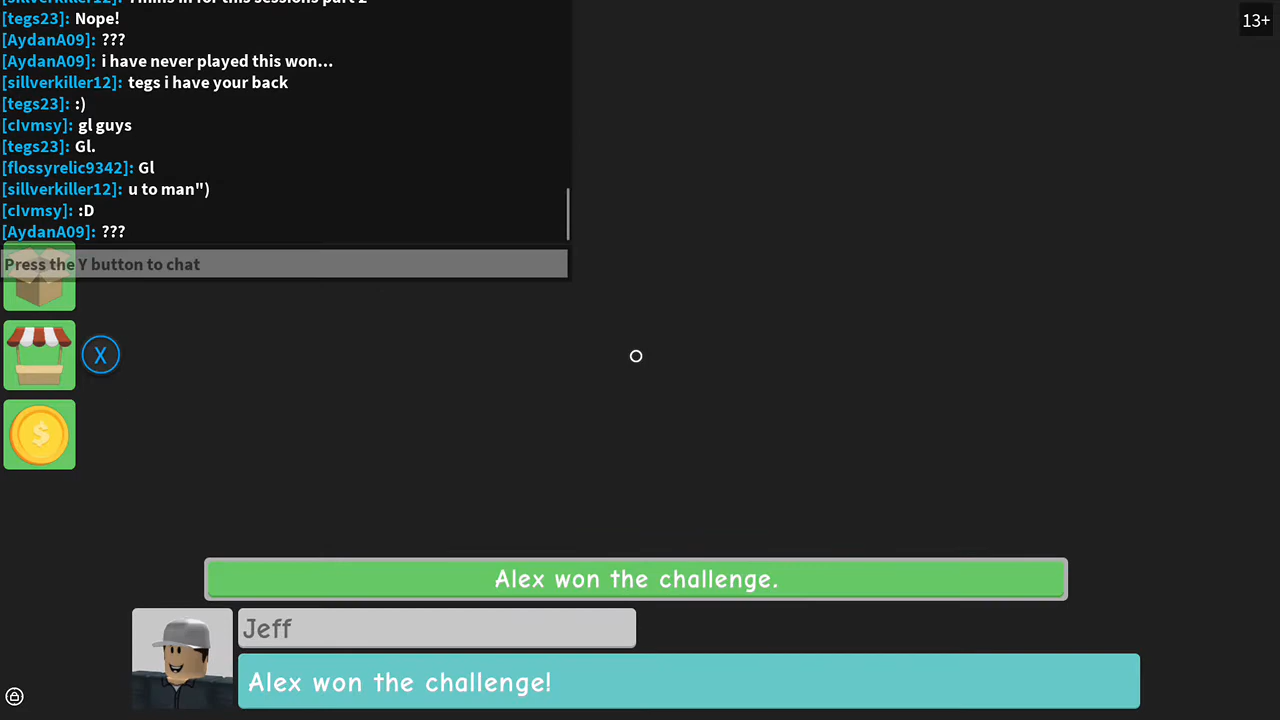 [tegs23]: Nope!
[AydanA09]: ???
[AydanA09]: i have never played this won...
[sillverkiller12]: tegs i have your back
[tegs23]: :)
[cIvmsy]: gl guys
[tegs23]: Gl.
[flossyrelic9342]: Gl
[sillverkiller12]: u to man")
[cIvmsy]: :D
[AydanA09]: ???
Press the Y button to chat
X
13+
Alex won the challenge.
Jeff
Alex won the challenge!